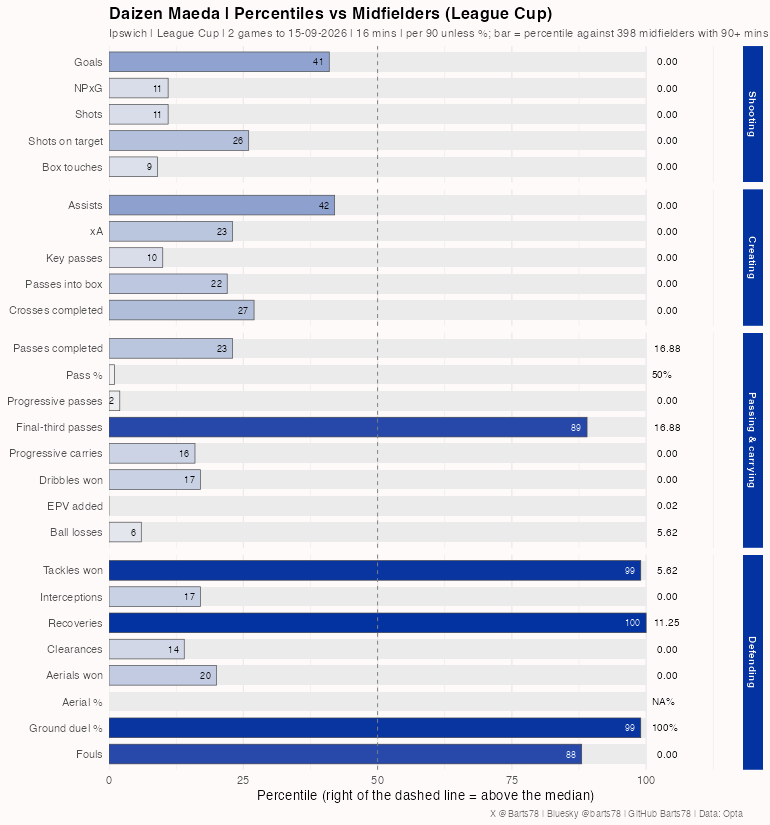 Daizen Maeda | Percentiles vs Midfielders (League Cup)
Ipswich | League Cup | 2 games to 15-09-2026 | 16 mins | per 90 unless %; bar = percentile against 398 midfielders with 90+ mins
Goals 41 0.00
NPxG 11 0.00
Shots 11 0.00
Shots on target 26 0.00
Box touches 9 0.00
Shooting
Assists 42 0.00
xA 23 0.00
Key passes 10 0.00
Passes into box 22 0.00
Crosses completed 27 0.00
Creating
Passes completed 23 16.88
Pass % 50%
Progressive passes 2 0.00
Final-third passes 89 16.88
Progressive carries 16 0.00
Dribbles won 17 0.00
EPV added 0.02
Ball losses 6 5.62
Passing & carrying
Tackles won 99 5.62
Interceptions 17 0.00
Recoveries 100 11.25
Clearances 14 0.00
Aerials won 20 0.00
Aerial % NA%
Ground duel % 99 100%
Fouls 88 0.00
Defending
0 25 50 75 100
Percentile (right of the dashed line = above the median)
X @Barts78 | Bluesky @barts78 | GitHub Barts78 | Data: Opta